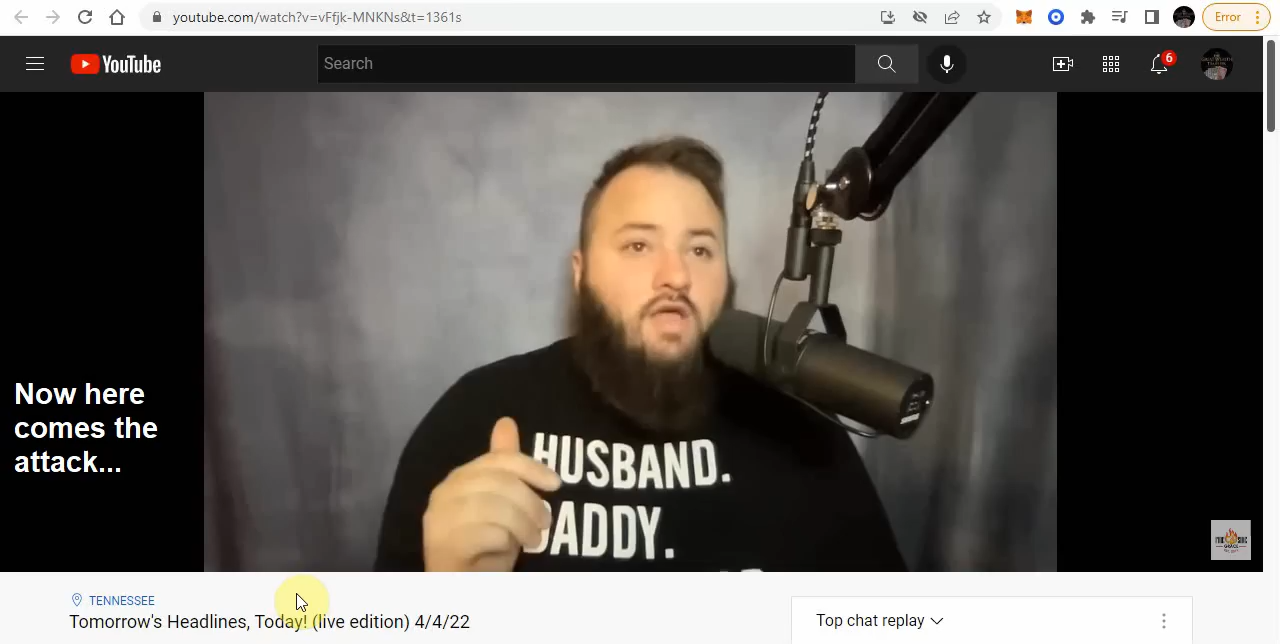 youtube.com/watch?v=vFfjk-MNKNs&t=1361s
Error
YouTube
Search
6
Now here
comes the
attack...
HUSBAND.
DADDY.
TENNESSEE
Tomorrow's Headlines, Today! (live edition) 4/4/22
Top chat replay